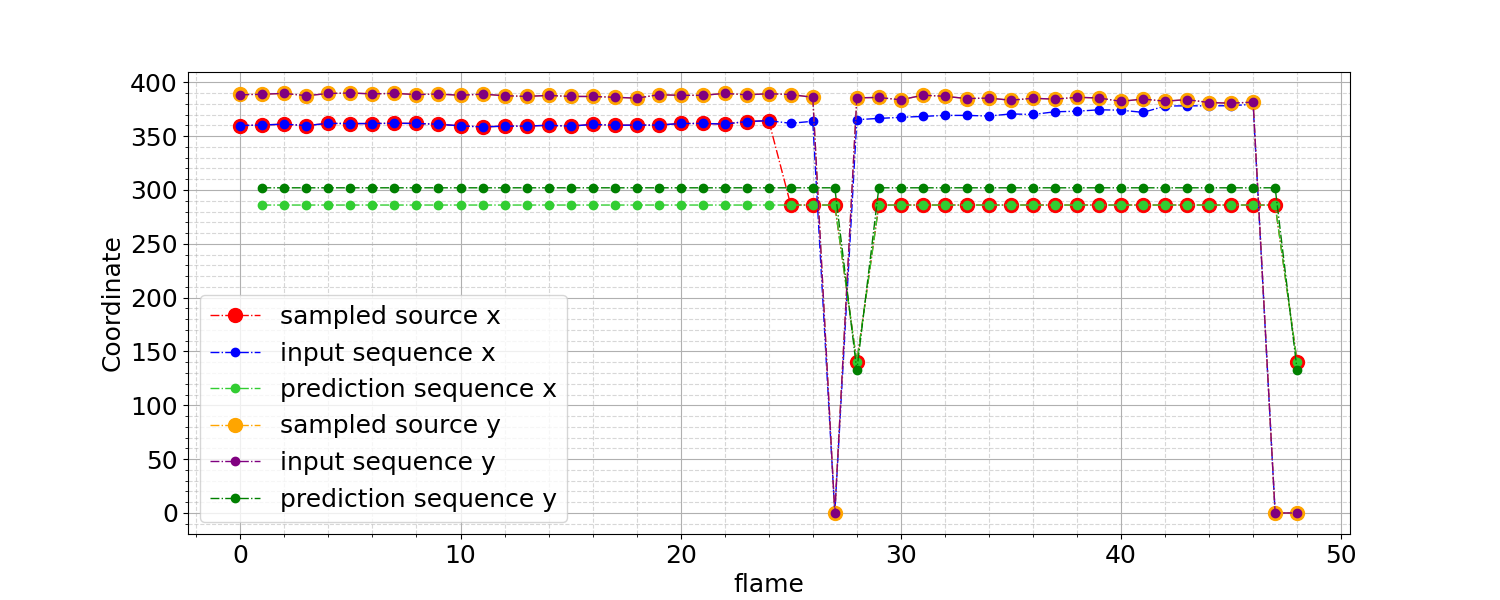 400
350
300
250
200
150
100
50
0
Coordinate
sampled source x
input sequence x
prediction sequence x
sampled source y
input sequence y
prediction sequence y
0 10 20 30 40 50
flame